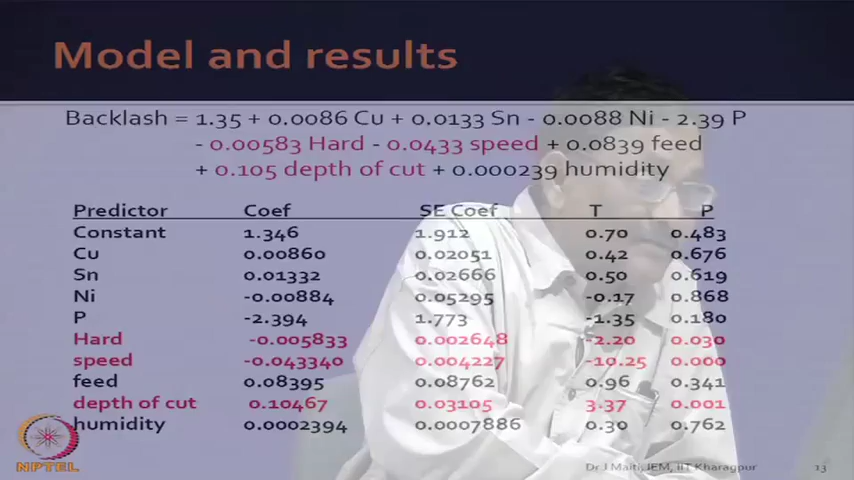 Model and results
Backlash = 1.35 + 0.0086 Cu + 0.0133 Sn - 0.0088 Ni - 2.39 P
- 0.00583 Hard - 0.0433 speed + 0.0839 feed
+ 0.105 depth of cut + 0.000239 humidity
Predictor Coef SE Coef T P
Constant 1.346 1.912 0.70 0.483
Cu 0.00860 0.02051 0.42 0.676
Sn 0.01332 0.02666 0.50 0.619
Ni -0.00884 0.05295 -0.17 0.868
P -2.394 1.773 -1.35 0.180
Hard -0.005833 0.002648 -2.20 0.030
speed -0.043340 0.004227 -10.25 0.000
feed 0.08395 0.08762 0.96 0.341
depth of cut 0.10467 0.03105 3.37 0.001
humidity 0.0002394 0.0007886 0.30 0.762
NPTEL
Dr J Maiti, IEM, IIT Kharagpur 13